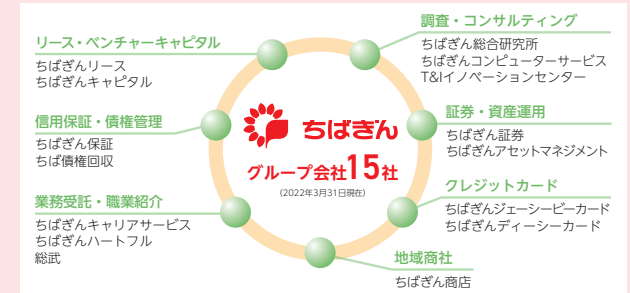 リース・ベンチャーキャピタル
ちばぎんリース
ちばぎんキャピタル
信用保証・債権管理
ちばぎん保証
ちば債権回収
業務受託・職業紹介
ちばぎんキャリアサービス
ちばぎんハートフル
総武
ちばぎん
グループ会社15社
(2022年3月31日現在)
調査・コンサルティング
ちばぎん総合研究所
ちばぎんコンピューターサービス
T&Iイノベーションセンター
証券・資産運用
ちばぎん証券
ちばぎんアセットマネジメント
クレジットカード
ちばぎんジェーシービーカード
ちばぎんディーシーカード
地域商社
ちばぎん商店